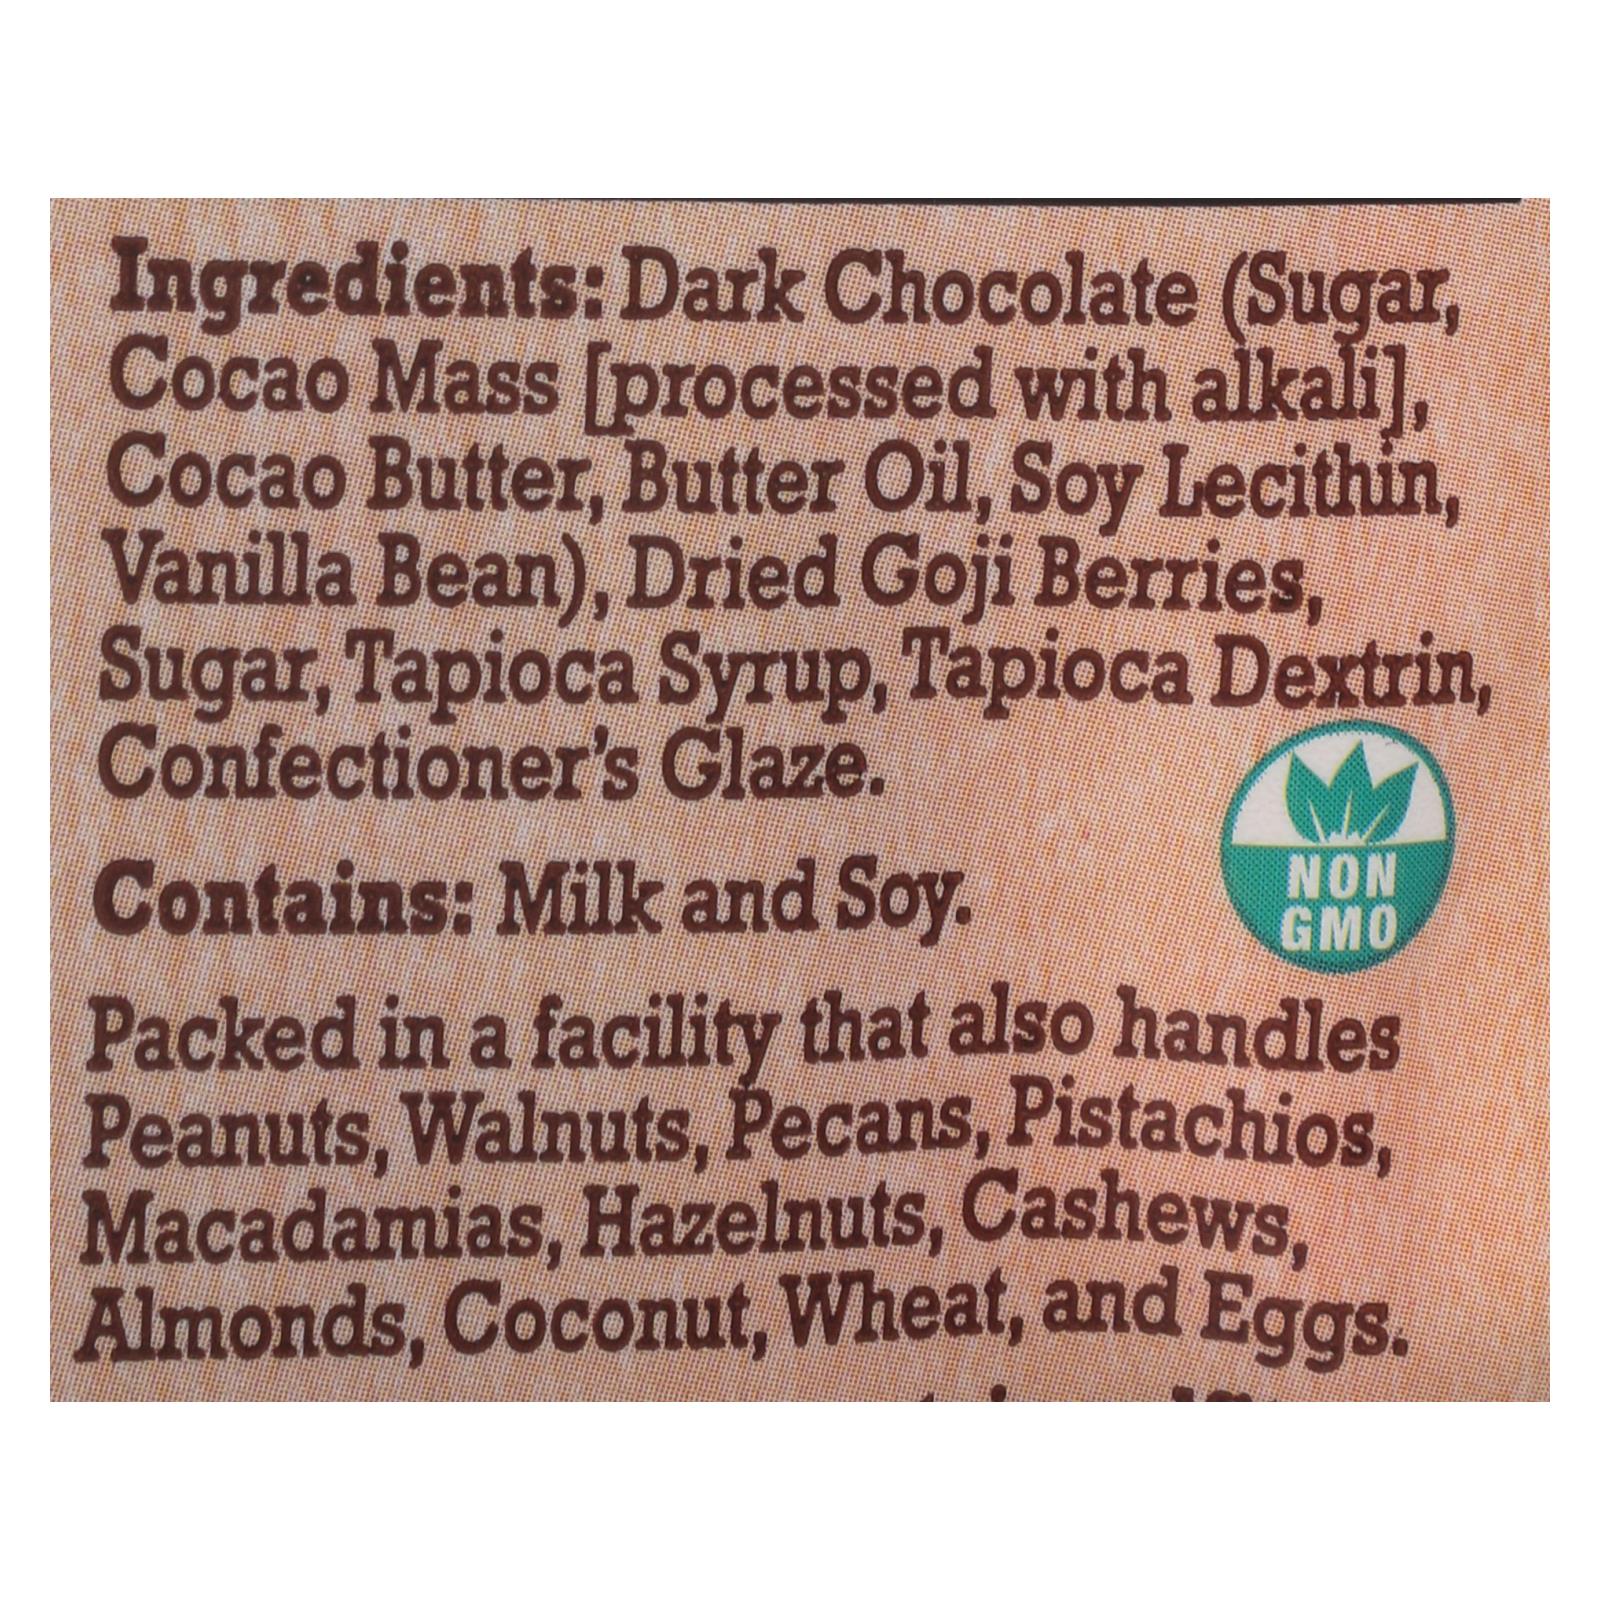 Ingredients: Dark Chocolate (Sugar,
Cocao Mass [processed with alkali],
Cocao Butter, Butter Oil, Soy Lecithin,
Vanilla Bean), Dried Goji Berries,
Sugar, Tapioca Syrup, Tapioca Dextrin,
Confectioner's Glaze.
NON
GMO
Contains: Milk and Soy.
Packed in a facility that also handles
Peanuts, Walnuts, Pecans, Pistachios,
Macadamias, Hazelnuts, Cashews,
Almonds, Coconut, Wheat, and Eggs.